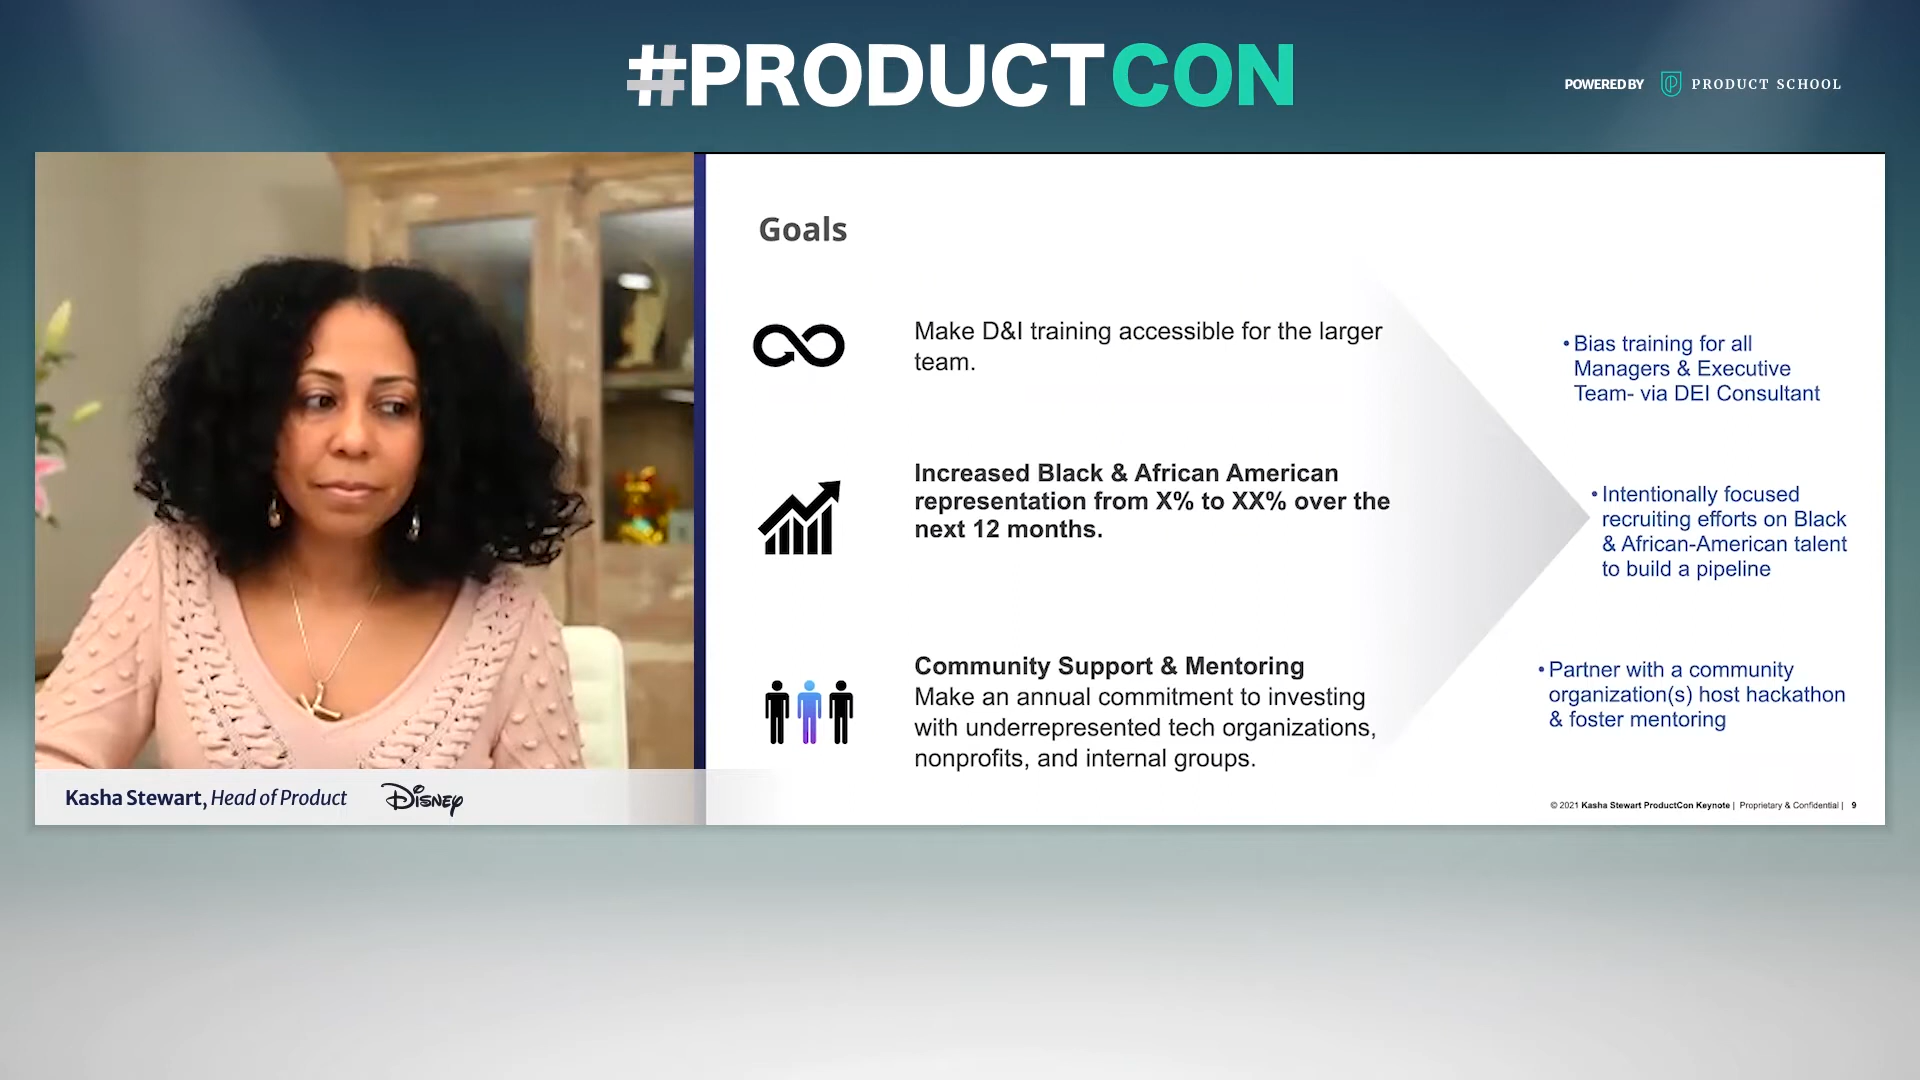 #PRODUCTCON
POWERED BY PRODUCT SCHOOL
Goals
Make D&I training accessible for the larger
team.
• Bias training for all
Managers & Executive
Team- via DEI Consultant
Increased Black & African American
representation from X% to XX% over the
next 12 months.
• Intentionally focused
recruiting efforts on Black
& African-American talent
to build a pipeline
Community Support & Mentoring
Make an annual commitment to investing
with underrepresented tech organizations,
nonprofits, and internal groups.
• Partner with a community
organization(s) host hackathon
& foster mentoring
Kasha Stewart, Head of Product DISNEY
© 2021 Kasha Stewart ProductCon Keynote | Proprietary & Confidential | 9